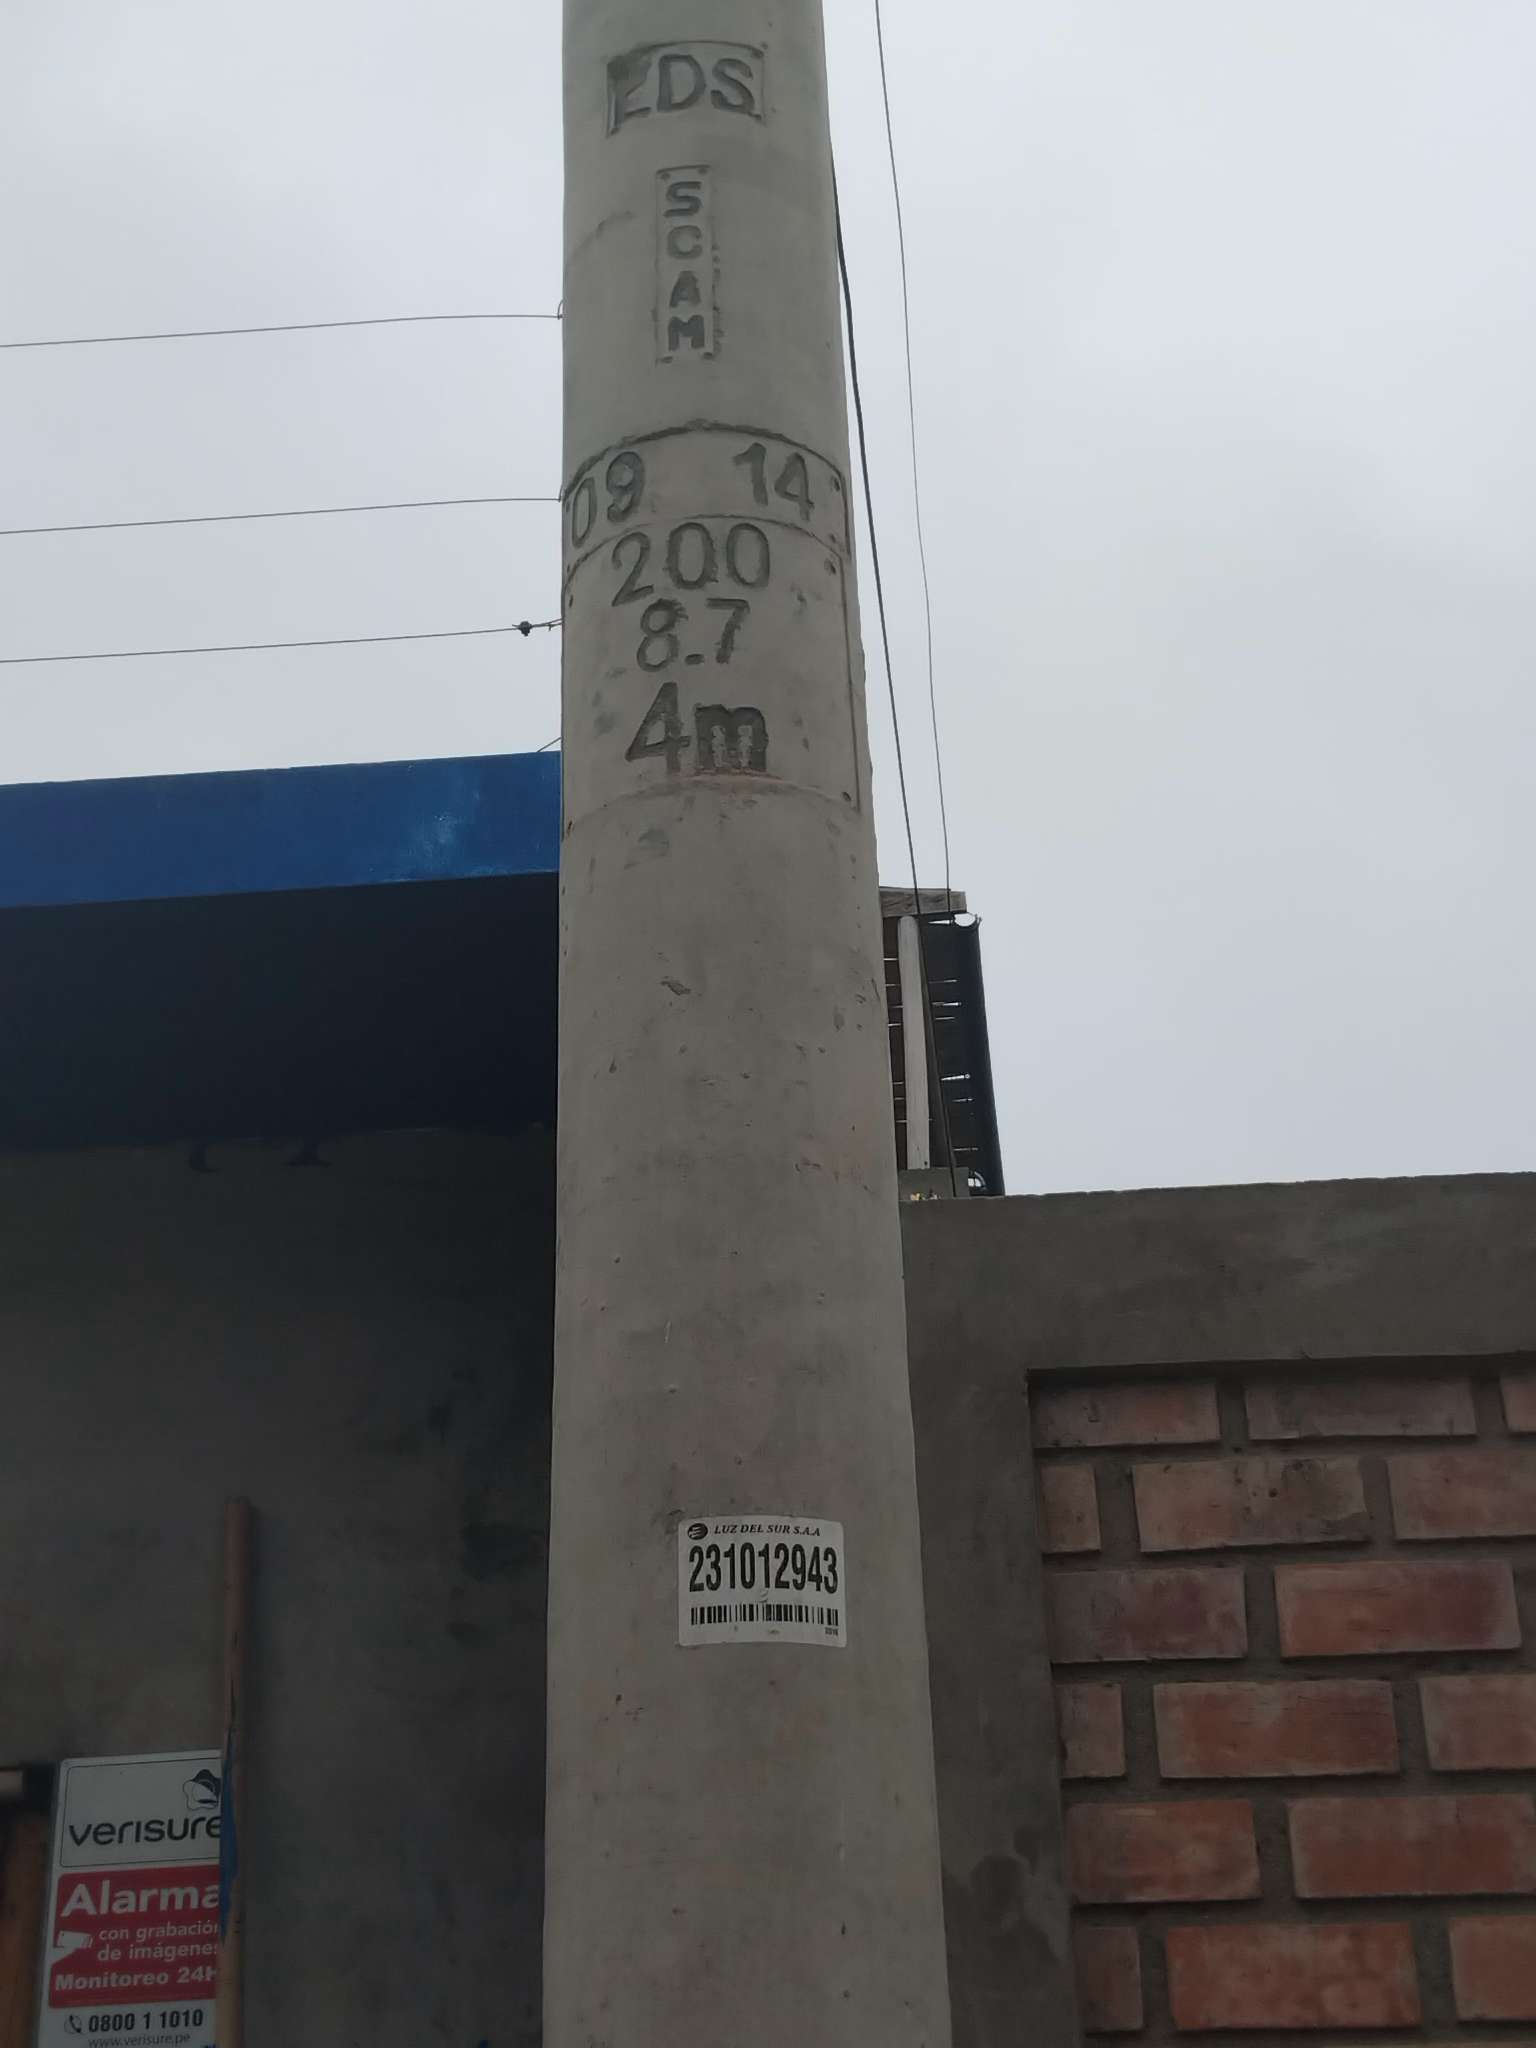 EDS
SCAM
09 14
200
8.7
4m
LUZ DEL SUR S.A.A
231012943
verisure
Alarma
con grabación
de imágenes
Monitoreo 24H
0800 1 1010
www.verisure.pe